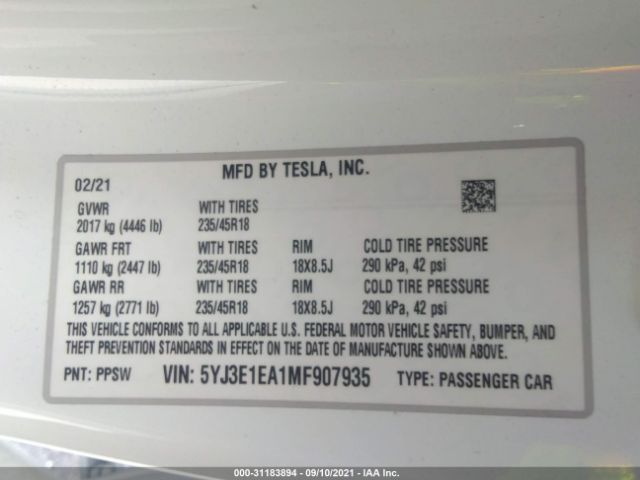 MFD BY TESLA, INC.
02/21
GVWR WITH TIRES
2017 kg (4446 lb) 235/45R18
GAWR FRT WITH TIRES RIM COLD TIRE PRESSURE
1110 kg (2447 lb) 235/45R18 18X8.5J 290 kPa, 42 psi
GAWR RR WITH TIRES RIM COLD TIRE PRESSURE
1257 kg (2771 lb) 235/45R18 18X8.5J 290 kPa, 42 psi
THIS VEHICLE CONFORMS TO ALL APPLICABLE U.S. FEDERAL MOTOR VEHICLE SAFETY, BUMPER, AND
THEFT PREVENTION STANDARDS IN EFFECT ON THE DATE OF MANUFACTURE SHOWN ABOVE.
PNT: PPSW VIN: 5YJ3E1EA1MF907935 TYPE: PASSENGER CAR
000-31183894 - 09/10/2021 - IAA Inc.